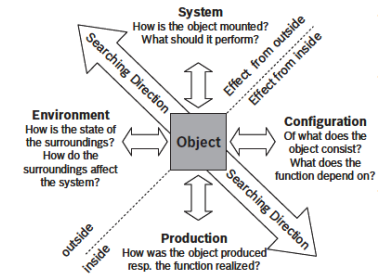 System
How is the object mounted?
What should it perform?
Searching Direction
Effect from outside
Effect from inside
Environment
How is the state of
the surroundings?
How do the
surroundings affect
the system?
Object
Configuration
Of what does the
object consist?
What does the
function depend on?
Searching Direction
outside
inside
Production
How was the object produced
resp. the function realized?